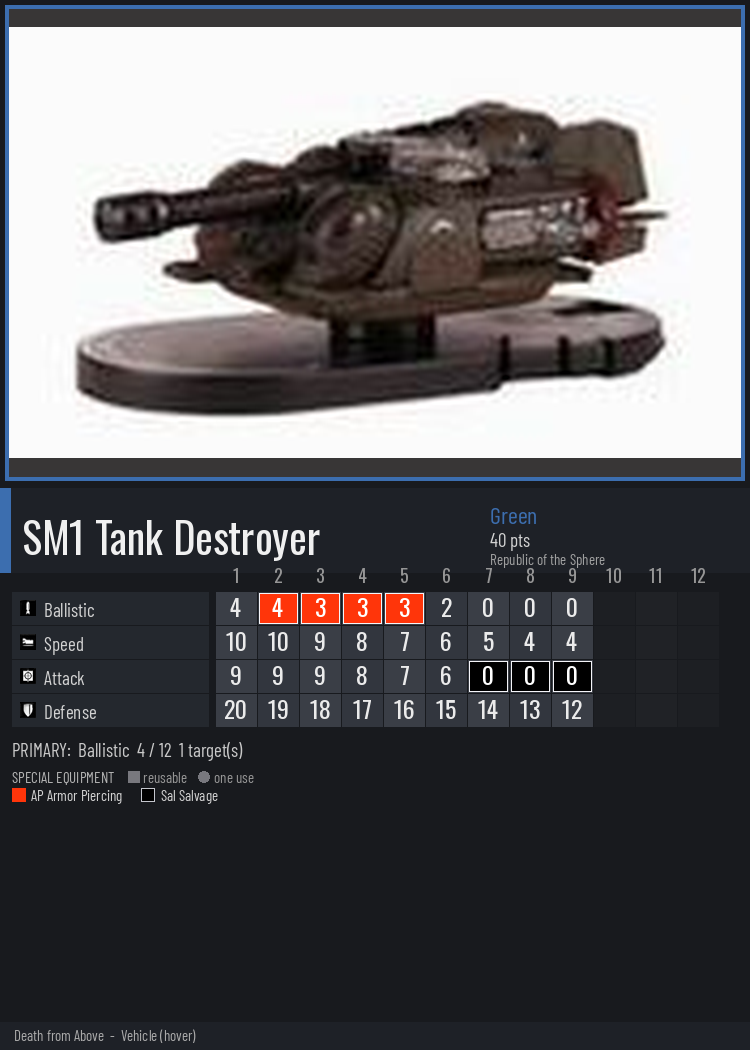 SM1 Tank Destroyer
Green
40 pts
Republic of the Sphere
1 2 3 4 5 6 7 8 9 10 11 12
Ballistic 4 4 3 3 3 2 0 0 0
Speed 10 10 9 8 7 6 5 4 4
Attack 9 9 9 8 7 6 0 0 0
Defense 20 19 18 17 16 15 14 13 12
PRIMARY: Ballistic 4 / 12 1 target(s)
SPECIAL EQUIPMENT reusable one use
AP Armor Piercing Sal Salvage
Death from Above - Vehicle (hover)